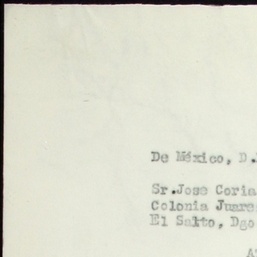 De México, D.
Sr.Jose Coria
Colonia Juare
El Salto, Dgo